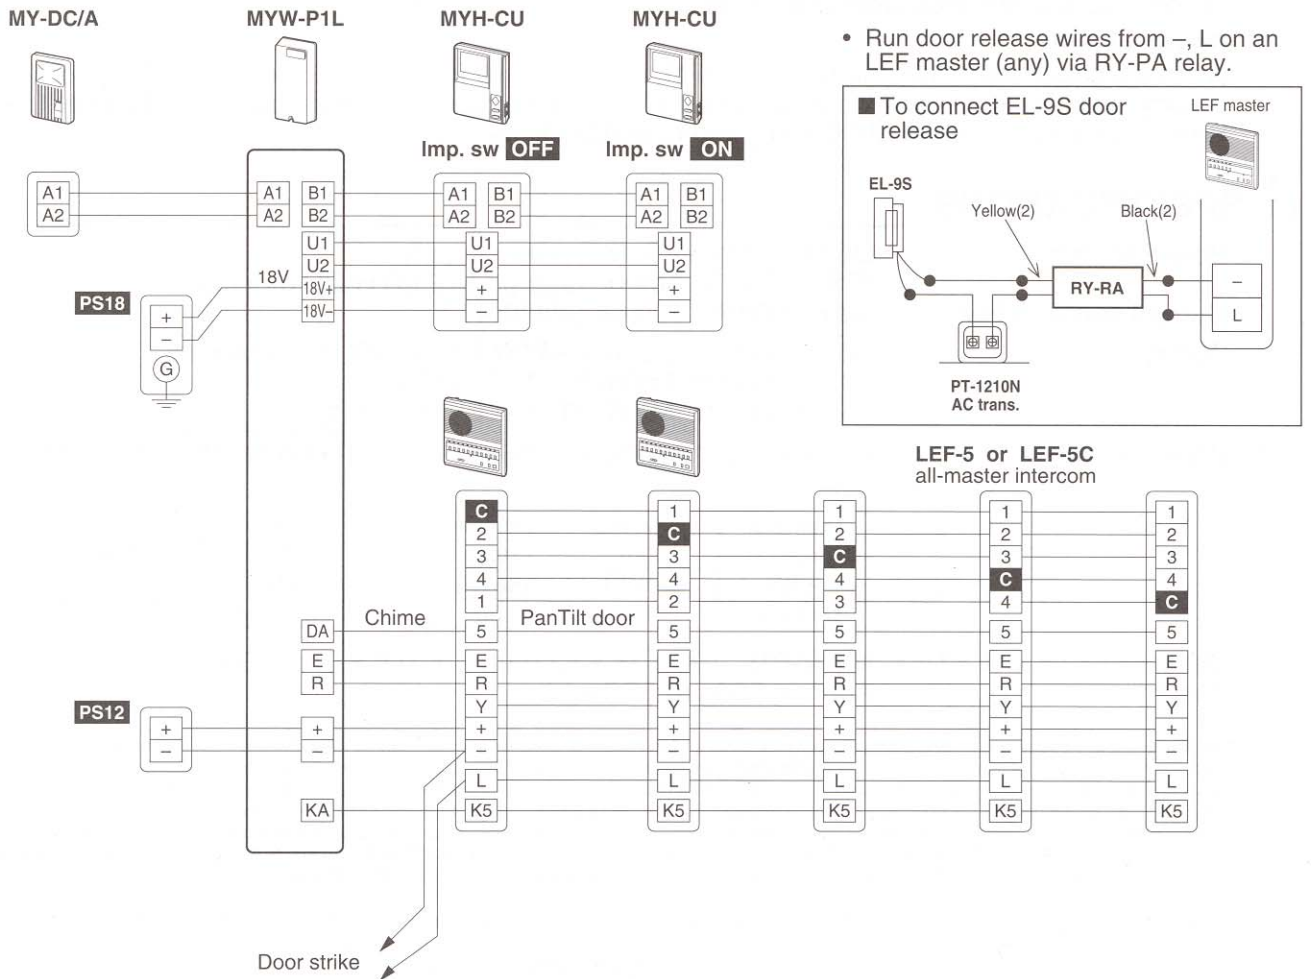 MY-DC/A
MYW-P1L
MYH-CU
MYH-CU
• Run door release wires from –, L on an
LEF master (any) via RY-PA relay.
Imp. sw OFF
Imp. sw ON
A1
A2
A1
A2
B1
B2
U1
U2
18V
18V+
18V–
A1
A2
B1
B2
U1
U2
+
–
A1
A2
B1
B2
U1
U2
+
–
PS18
+
–
G
■ To connect EL-9S door
release
LEF master
EL-9S
Yellow(2)
Black(2)
RY-RA
–
L
PT-1210N
AC trans.
LEF-5 or LEF-5C
all-master intercom
DA
E
R
+
–
KA
Chime
PanTilt door
PS12
+
–
C
2
3
4
1
5
E
R
Y
+
–
L
K5
1
C
3
4
2
5
E
R
Y
+
–
L
K5
1
2
C
4
3
5
E
R
Y
+
–
L
K5
1
2
3
C
4
5
E
R
Y
+
–
L
K5
1
2
3
4
C
5
E
R
Y
+
–
L
K5
Door strike